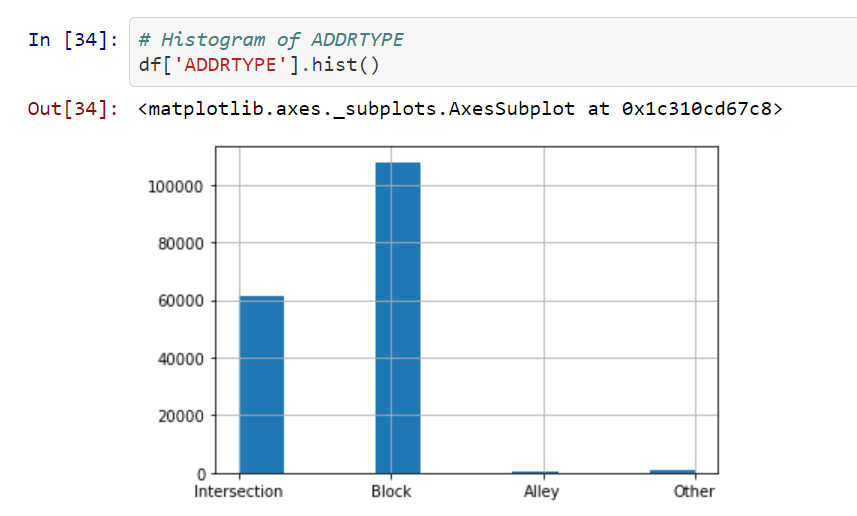 In [34]: # Histogram of ADDRTYPE
df['ADDRTYPE'].hist()
Out[34]: <matplotlib.axes._subplots.AxesSubplot at 0x1c310cd67c8>
100000
80000
60000
40000
20000
0
Intersection Block Alley Other